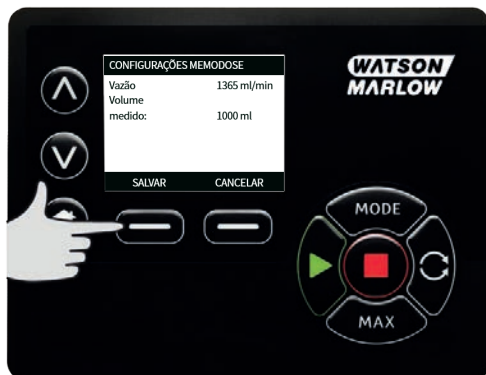 CONFIGURAÇÕES MEMODOSE
WATSON
MARLOW
Vazão 1365 ml/min
Volume
medido: 1000 ml
SALVAR CANCELAR
MODE
MAX